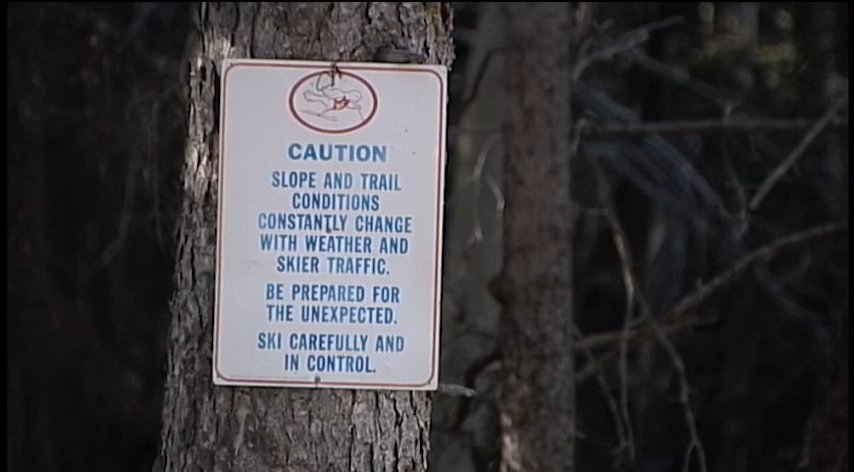 CAUTION
SLOPE AND TRAIL
CONDITIONS
CONSTANTLY CHANGE
WITH WEATHER AND
SKIER TRAFFIC.
BE PREPARED FOR
THE UNEXPECTED.
SKI CAREFULLY AND
IN CONTROL.